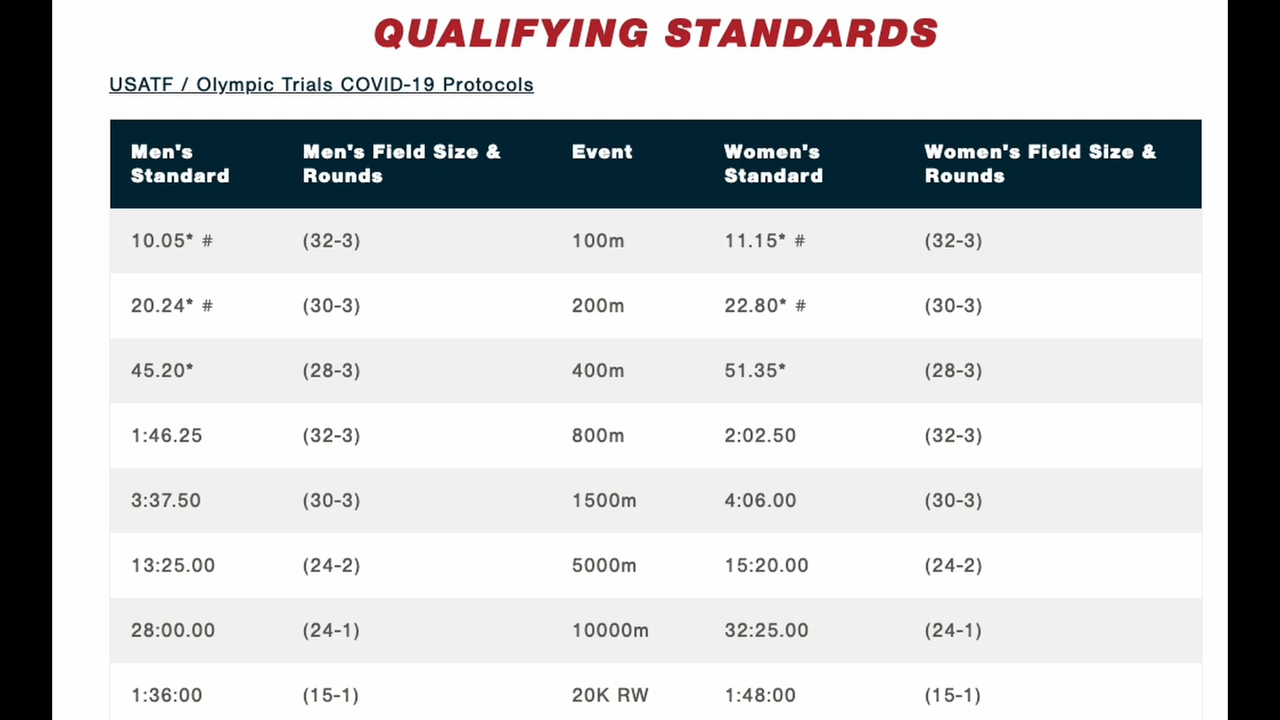 QUALIFYING STANDARDS
USATF / Olympic Trials COVID-19 Protocols
Men's Standard Men's Field Size & Rounds Event Women's Standard Women's Field Size & Rounds
10.05* # (32-3) 100m 11.15* # (32-3)
20.24* # (30-3) 200m 22.80* # (30-3)
45.20* (28-3) 400m 51.35* (28-3)
1:46.25 (32-3) 800m 2:02.50 (32-3)
3:37.50 (30-3) 1500m 4:06.00 (30-3)
13:25.00 (24-2) 5000m 15:20.00 (24-2)
28:00.00 (24-1) 10000m 32:25.00 (24-1)
1:36:00 (15-1) 20K RW 1:48:00 (15-1)